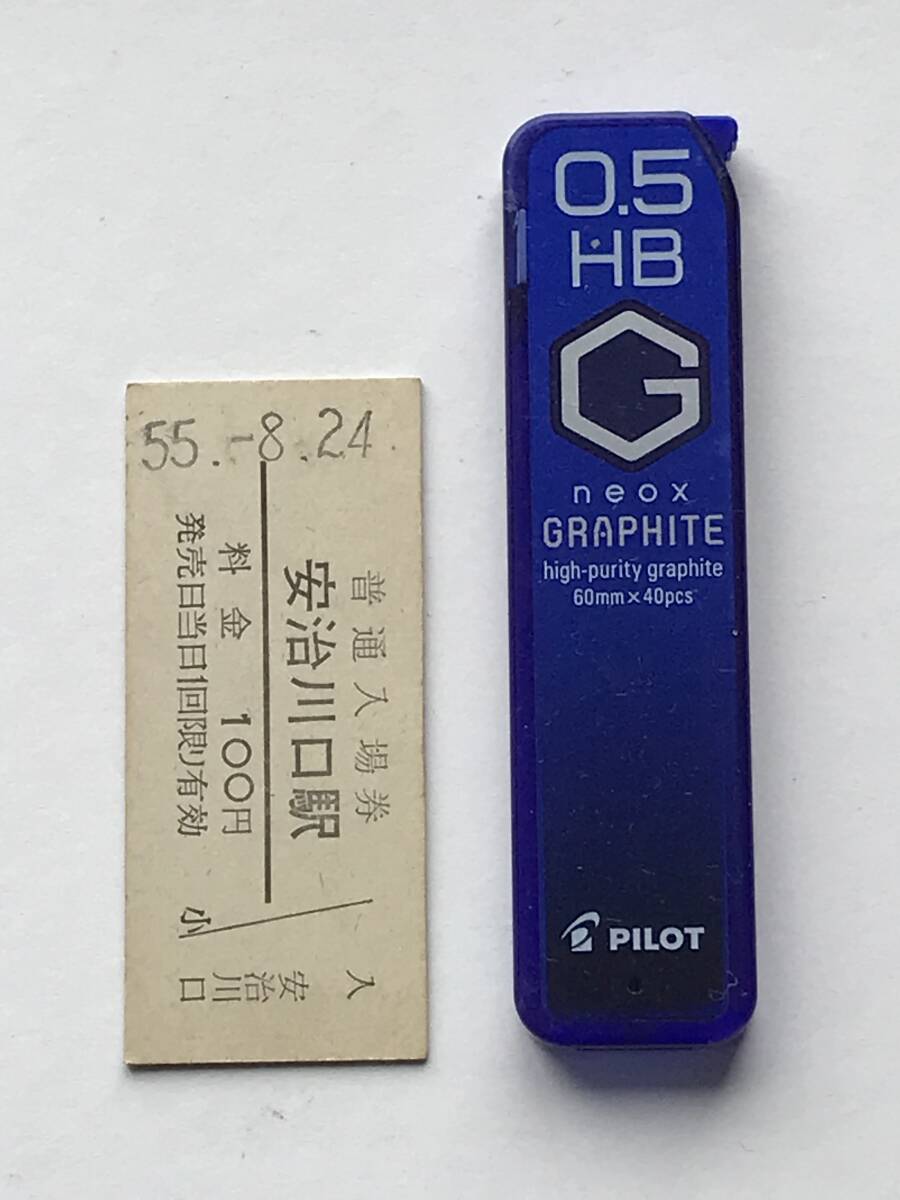 55.-8.24
普通入場券
安治川口駅
料金 100円
発売日当日1回限り有効
小
入
安治川
口
0.5
HB
G
neox
GRAPHITE
high-purity graphite
60mm×40pcs
PILOT